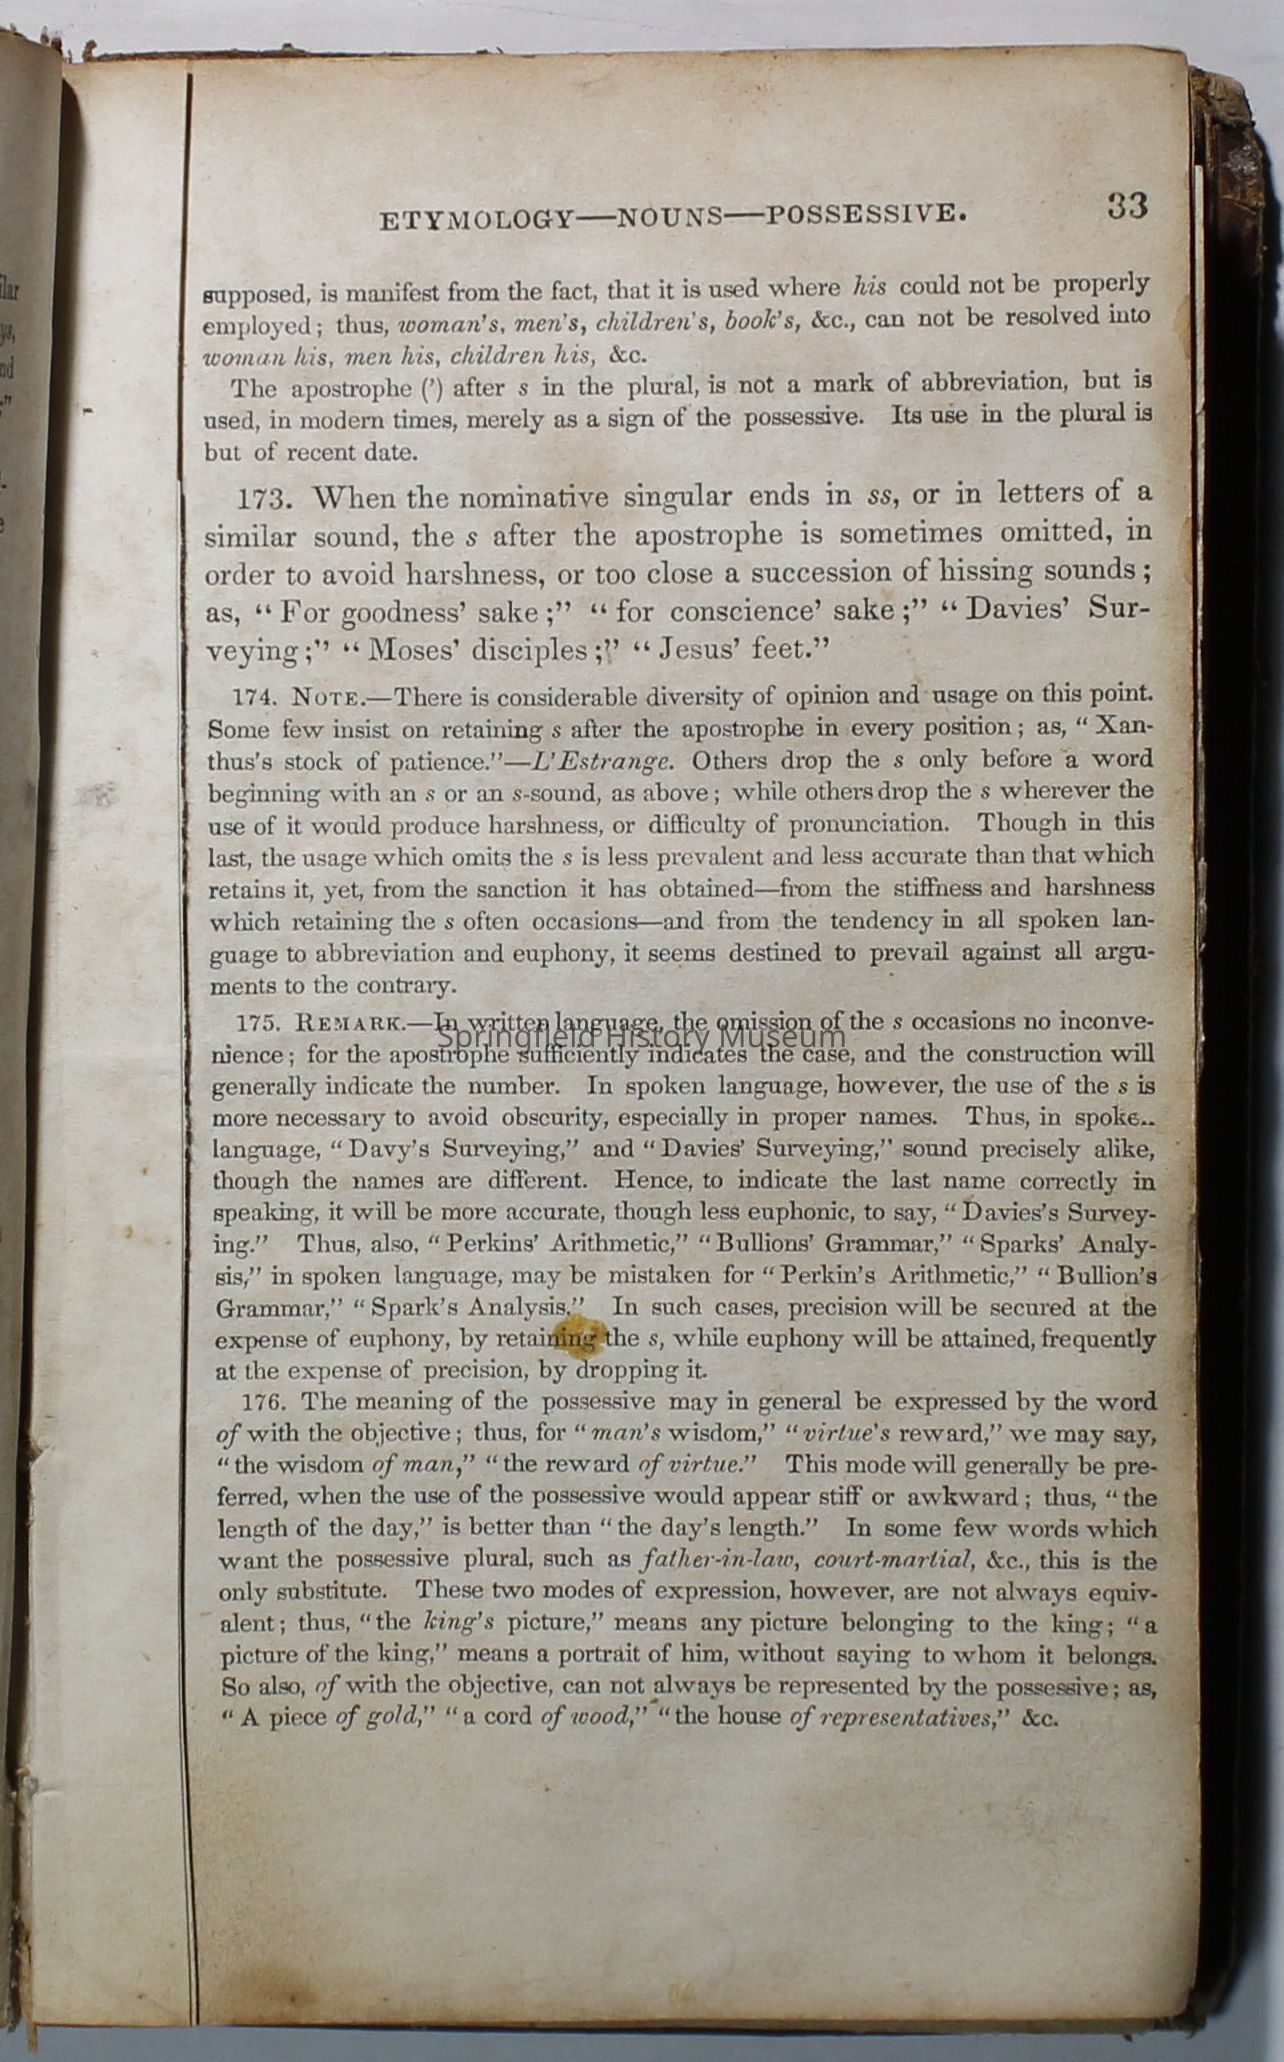 ETYMOLOGY—NOUNS—POSSESSIVE. 33
supposed, is manifest from the fact, that it is used where his could not be properly
employed; thus, woman's, men's, children's, book's, &c., can not be resolved into
woman his, men his, children his, &c.
The apostrophe (’) after s in the plural, is not a mark of abbreviation, but is
used, in modern times, merely as a sign of the possessive. Its use in the plural is
but of recent date.
173. When the nominative singular ends in ss, or in letters of a
similar sound, the s after the apostrophe is sometimes omitted, in
order to avoid harshness, or too close a succession of hissing sounds;
as, “For goodness’ sake;” “for conscience’ sake;” “Davies’ Sur-
veying;” “Moses’ disciples;” “Jesus’ feet.”
174. NOTE.—There is considerable diversity of opinion and usage on this point.
Some few insist on retaining s after the apostrophe in every position; as, “Xan-
thus's stock of patience.”—L'Estrange. Others drop the s only before a word
beginning with an s or an s-sound, as above; while others drop the s wherever the
use of it would produce harshness, or difficulty of pronunciation. Though in this
last, the usage which omits the s is less prevalent and less accurate than that which
retains it, yet, from the sanction it has obtained—from the stiffness and harshness
which retaining the s often occasions—and from the tendency in all spoken lan-
guage to abbreviation and euphony, it seems destined to prevail against all argu-
ments to the contrary.
175. REMARK.—In written language, the omission of the s occasions no inconve-
Springfield History Museum
nience; for the apostrophe sufficiently indicates the case, and the construction will
generally indicate the number. In spoken language, however, the use of the s is
more necessary to avoid obscurity, especially in proper names. Thus, in spoke..
language, “Davy's Surveying,” and “Davies’ Surveying,” sound precisely alike,
though the names are different. Hence, to indicate the last name correctly in
speaking, it will be more accurate, though less euphonic, to say, “Davies's Survey-
ing.” Thus, also, “Perkins’ Arithmetic,” “Bullions’ Grammar,” “Sparks’ Analy-
sis,” in spoken language, may be mistaken for “Perkin's Arithmetic,” “Bullion's
Grammar,” “Spark's Analysis.” In such cases, precision will be secured at the
expense of euphony, by retaining the s, while euphony will be attained, frequently
at the expense of precision, by dropping it.
176. The meaning of the possessive may in general be expressed by the word
of with the objective; thus, for “man's wisdom,” “virtue's reward,” we may say,
“the wisdom of man,” “the reward of virtue.” This mode will generally be pre-
ferred, when the use of the possessive would appear stiff or awkward; thus, “the
length of the day,” is better than “the day's length.” In some few words which
want the possessive plural, such as father-in-law, court-martial, &c., this is the
only substitute. These two modes of expression, however, are not always equiv-
alent; thus, “the king's picture,” means any picture belonging to the king; “a
picture of the king,” means a portrait of him, without saying to whom it belongs.
So also, of with the objective, can not always be represented by the possessive; as,
“A piece of gold,” “a cord of wood,” “the house of representatives,” &c.